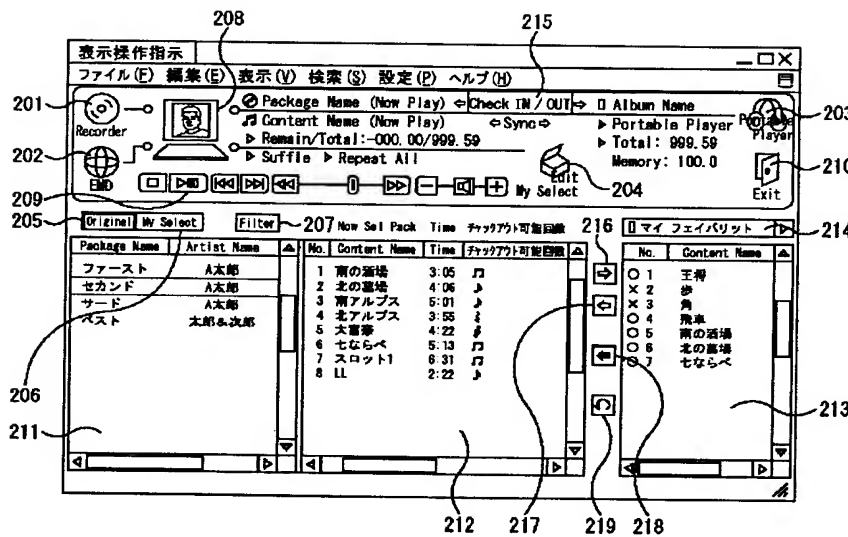 208
215
表示操作指示
ファイル(F) 編集(E) 表示(V) 検索(S) 設定(P) ヘルプ(H)
201
Recorder
Package Name (Now Play) ⇦ Check IN/OUT ⇨ Album Name
Content Name (Now Play) ⇦Sync⇨ Portable Player
203
Portable Player
Remain/Total:-000.00/999.59
Total: 999.59
202
EMD
Suffle Repeat All
Edit
My Select
Memory: 100.0
210
Exit
209
204
205
Original My Select
Filter
207
Now Sel Pack Time チャックアウト可能回数
216
マイ フェイバリット
214
Package Name Artist Name
No. Content Name Time チャックアウト可能回数
No. Content Name
ファースト A太郎
セカンド A太郎
サード A太郎
ベスト 太郎&次郎
1 南の酒場 3:05
2 北の墓場 4:06
3 南アルプス 5:01
4 北アルプス 3:55
5 大富豪 4:22
6 七ならべ 5:13
7 スロット1 6:31
8 LL 2:22
○ 1 王将
× 2 歩
× 3 角
○ 4 飛車
○ 5 南の酒場
○ 6 北の墓場
○ 7 七ならべ
206
211
213
212
217
219
218